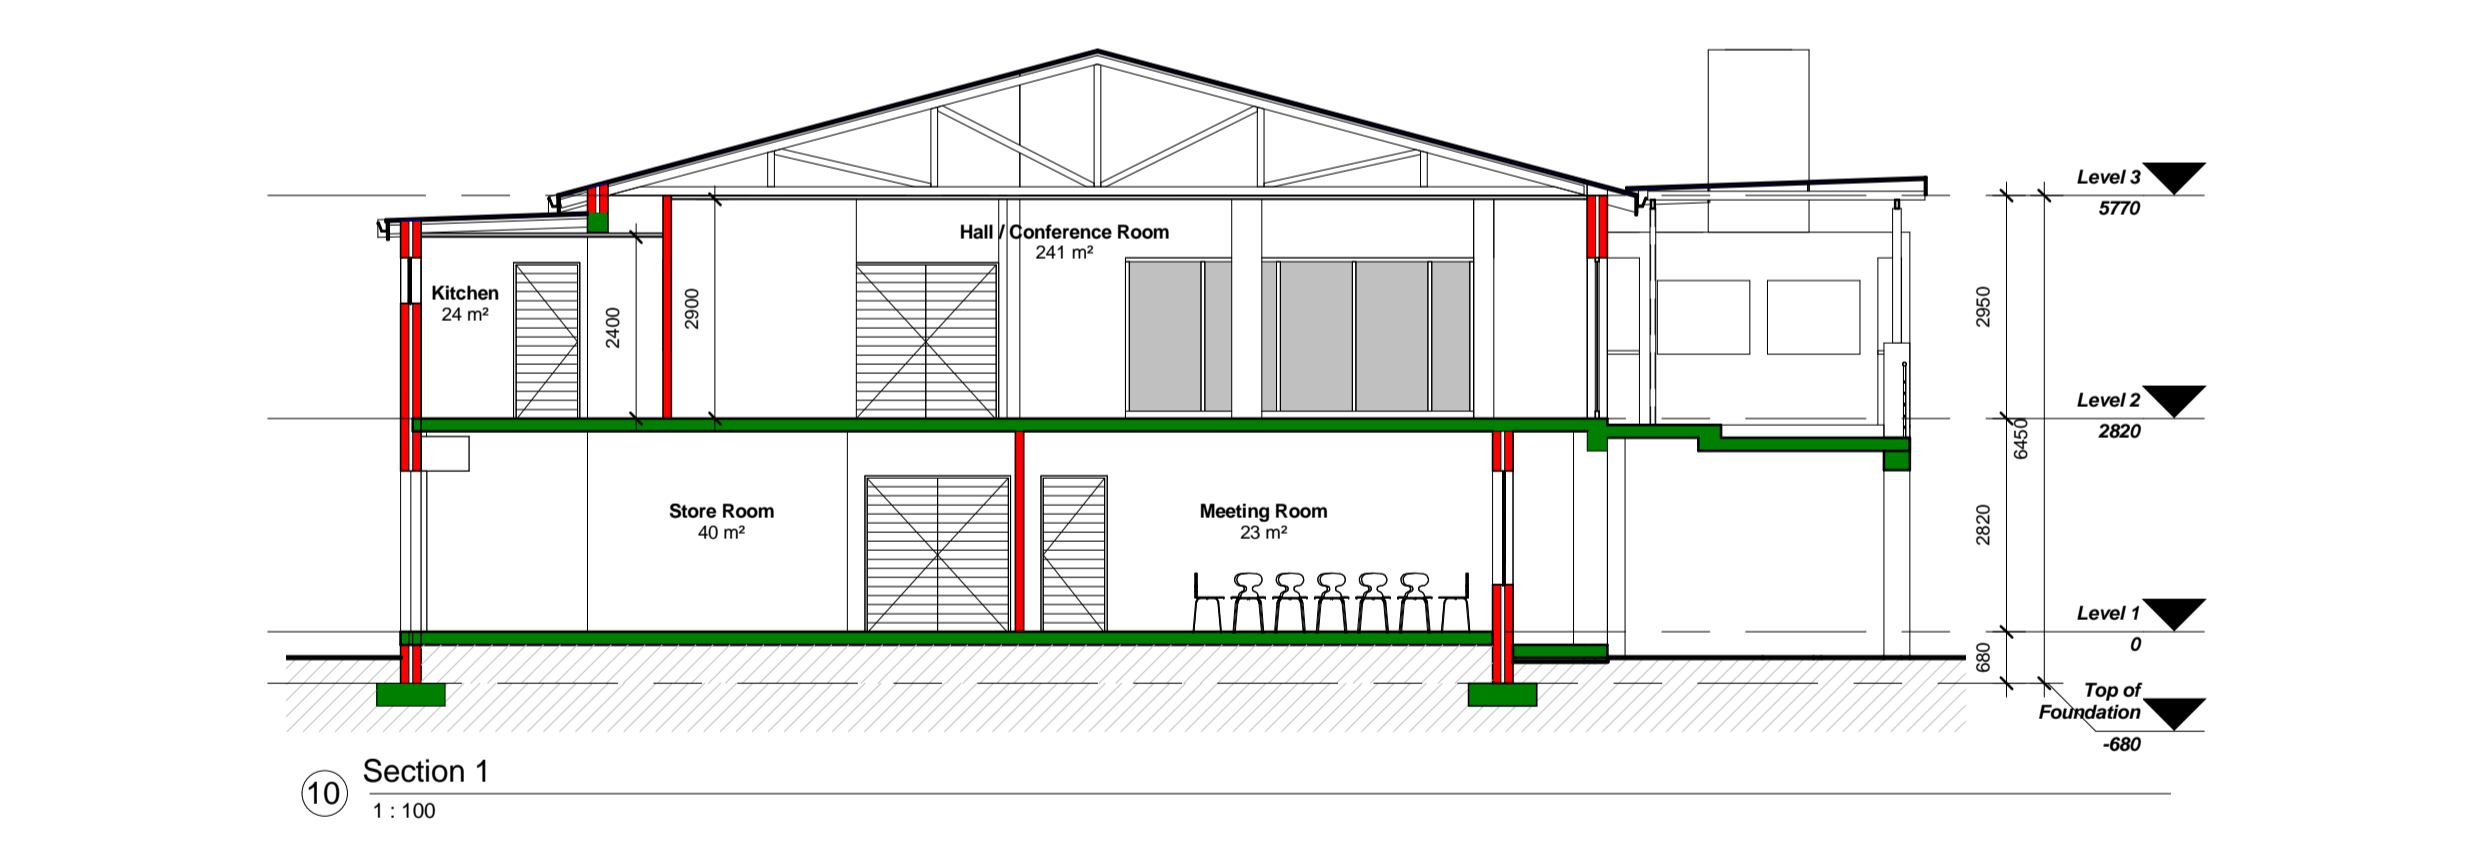 Level 3
5770
Hall / Conference Room
241 m²
Kitchen
24 m²
2400
2900
2950
Level 2
2820
6450
Store Room
40 m²
Meeting Room
23 m²
2820
Level 1
0
680
Top of
Foundation
-680
10
Section 1
1 : 100